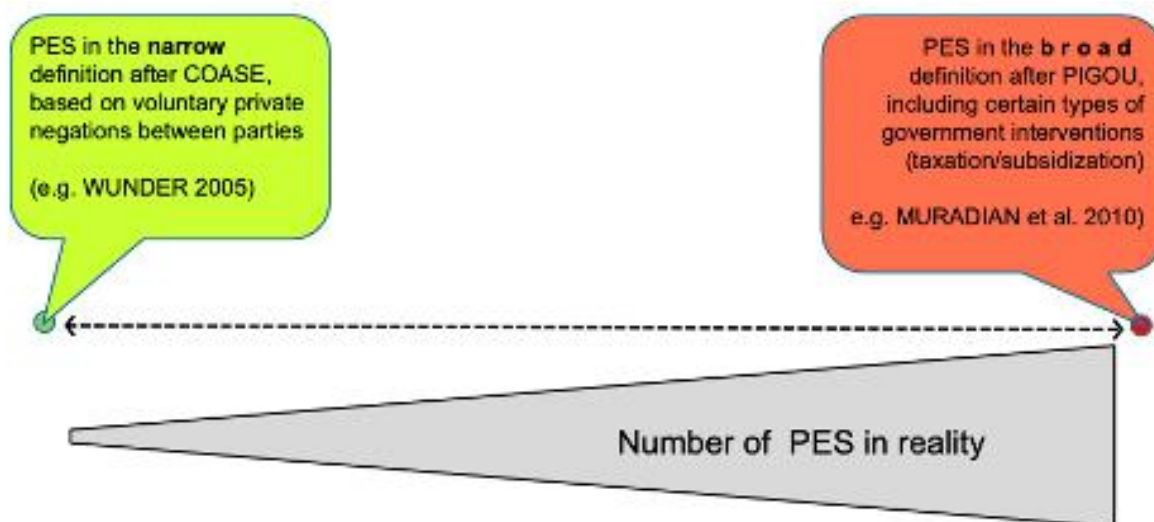 PES in the narrow
definition after COASE,
based on voluntary private
negations between parties
(e.g. WUNDER 2005)
PES in the b r o a d
definition after PIGOU,
including certain types of
government interventions
(taxation/subsidization)
e.g. MURADIAN et al. 2010)
Number of PES in reality